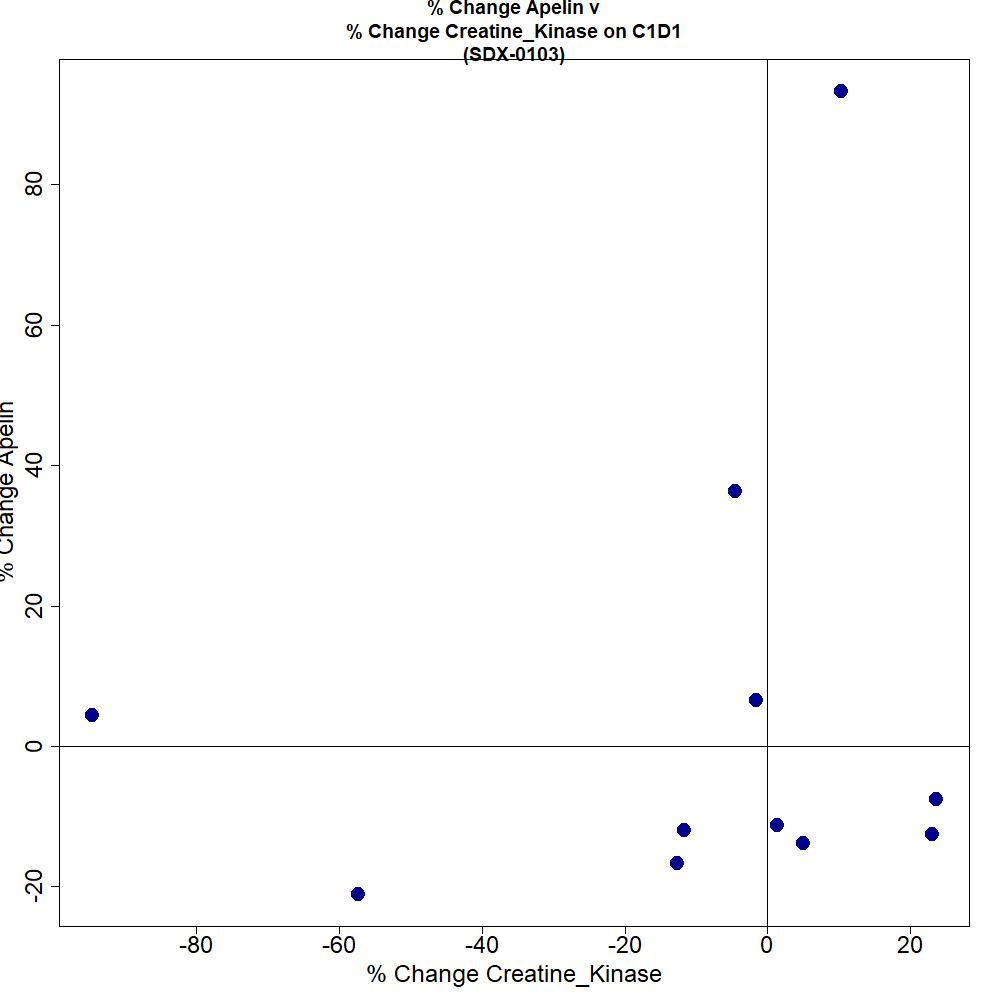 % Change Apelin v
% Change Creatine_Kinase on C1D1
(SDX-0103)
% Change Apelin
80
60
40
20
0
-20
-80
-60
-40
-20
0
20
% Change Creatine_Kinase